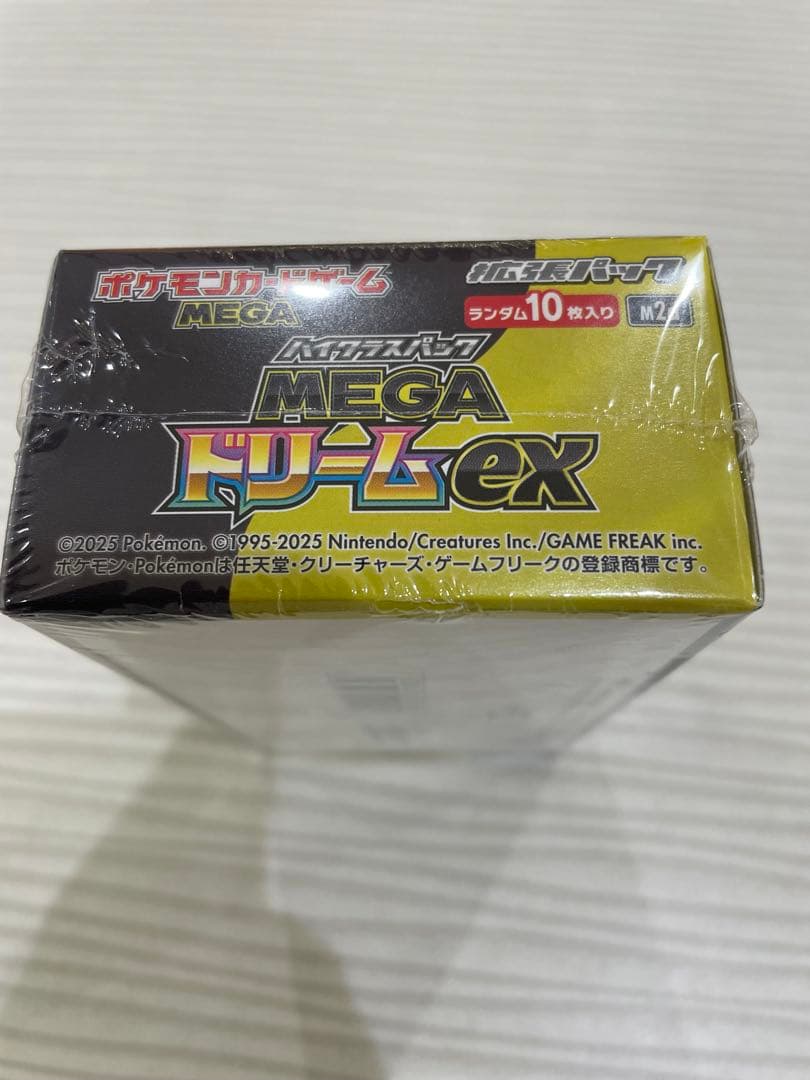 ポケモンカードゲーム
MEGA
拡張パック
ランダム10枚入り
ハイクラスパック
MEGA
ドリームex
©2025 Pokémon. ©1995-2025 Nintendo/Creatures Inc./GAME FREAK inc.
ポケモン・Pokémonは任天堂・クリーチャーズ・ゲームフリークの登録商標です。